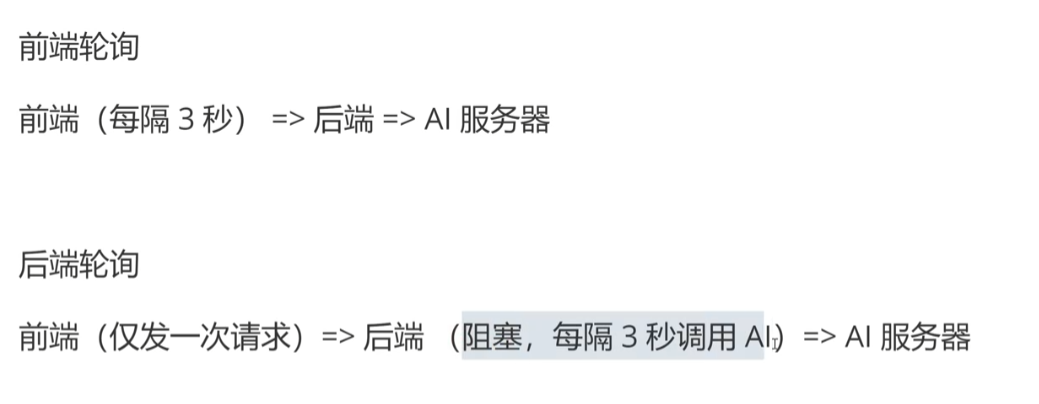 前端轮询
前端（每隔 3 秒） => 后端 => AI 服务器
后端轮询
前端（仅发一次请求）=> 后端 （阻塞，每隔 3 秒调用 AI）=> AI 服务器